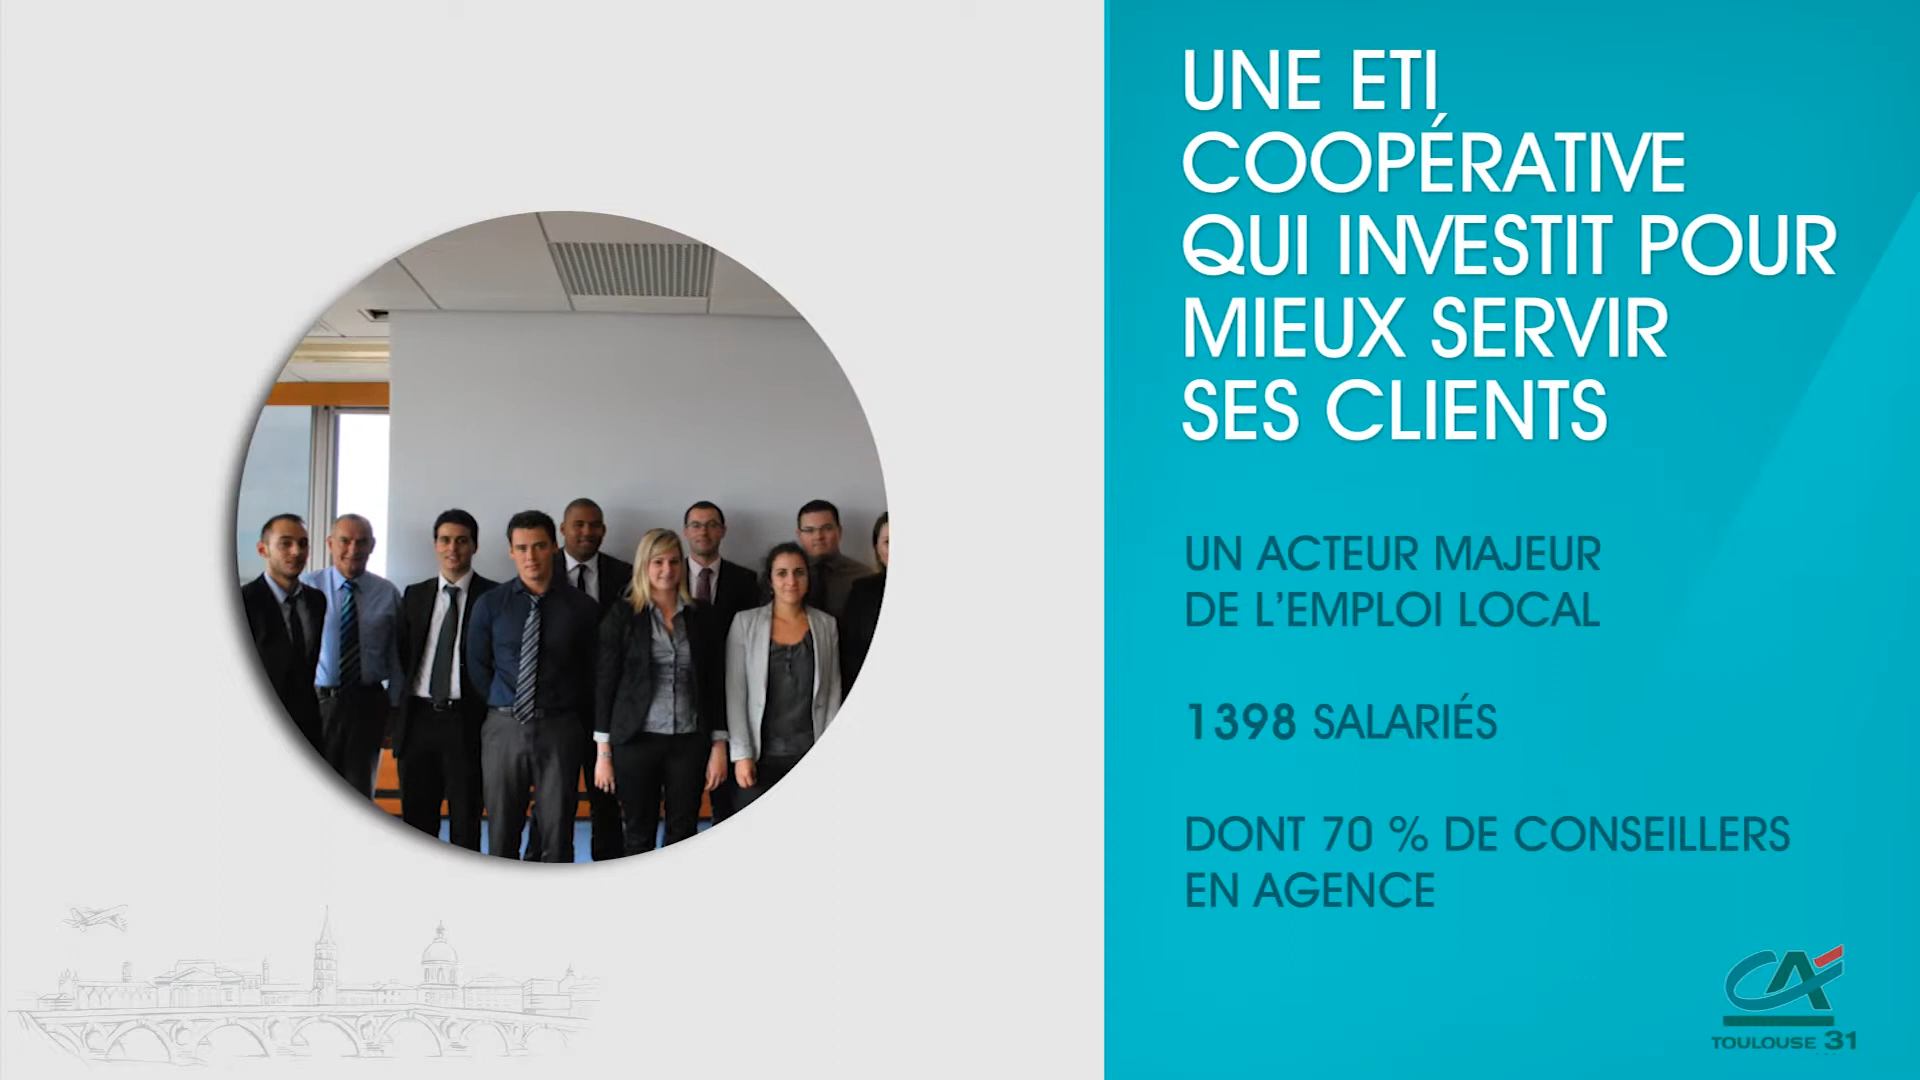 UNE ETI
COOPÉRATIVE
QUI INVESTIT POUR
MIEUX SERVIR
SES CLIENTS
UN ACTEUR MAJEUR
DE L'EMPLOI LOCAL
1398 SALARIÉS
DONT 70 % DE CONSEILLERS
EN AGENCE
CA
TOULOUSE 31